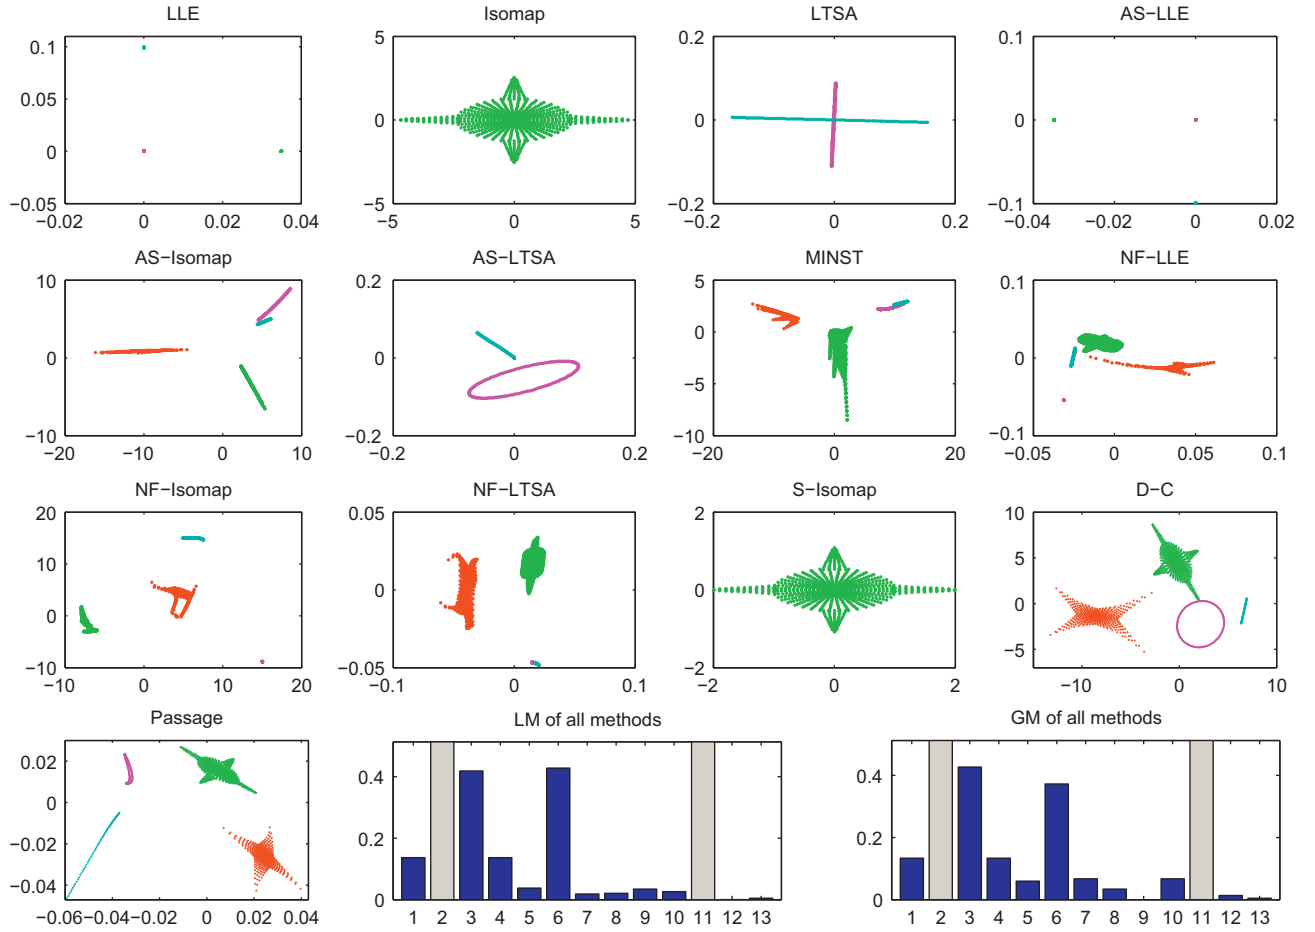 LLE
0.1
0.05
0
−0.05
−0.02 0 0.02 0.04
Isomap
5
0
−5
−5 0 5
LTSA
0.2
0
−0.2
−0.2 0 0.2
AS−LLE
0.1
0
−0.1
−0.04 −0.02 0 0.02
AS−Isomap
10
0
−10
−20 −10 0 10
AS−LTSA
0.2
0
−0.2
−0.2 0 0.2
MINST
5
0
−5
−10
−20 0 20
NF−LLE
0.1
0
−0.1
−0.05 0 0.05 0.1
NF−Isomap
20
10
0
−10
−10 0 10 20
NF−LTSA
0.05
0
−0.05
−0.1 0 0.1
S−Isomap
2
0
−2
−2 0 2
D−C
10
5
0
−5
−10 0 10
Passage
0.02
0
−0.02
−0.04
−0.06−0.04−0.02 0 0.02 0.04
LM of all methods
0.4
0.2
0
1 2 3 4 5 6 7 8 9 10 11 12 13
GM of all methods
0.4
0.2
0
1 2 3 4 5 6 7 8 9 10 11 12 13